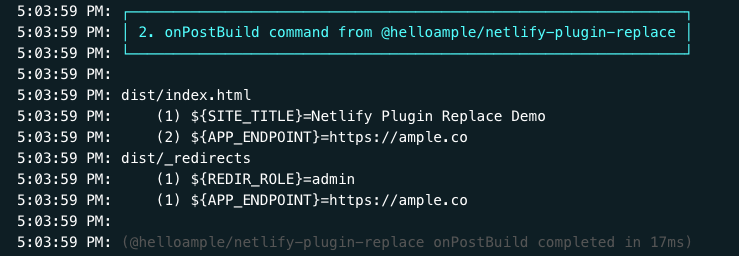 5:03:59 PM:
5:03:59 PM: 2. onPostBuild command from @helloample/netlify-plugin-replace
5:03:59 PM:
5:03:59 PM:
5:03:59 PM: dist/index.html
5:03:59 PM: (1) ${SITE_TITLE}=Netlify Plugin Replace Demo
5:03:59 PM: (2) ${APP_ENDPOINT}=https://ample.co
5:03:59 PM: dist/_redirects
5:03:59 PM: (1) ${REDIR_ROLE}=admin
5:03:59 PM: (1) ${APP_ENDPOINT}=https://ample.co
5:03:59 PM:
5:03:59 PM: (@helloample/netlify-plugin-replace onPostBuild completed in 17ms)